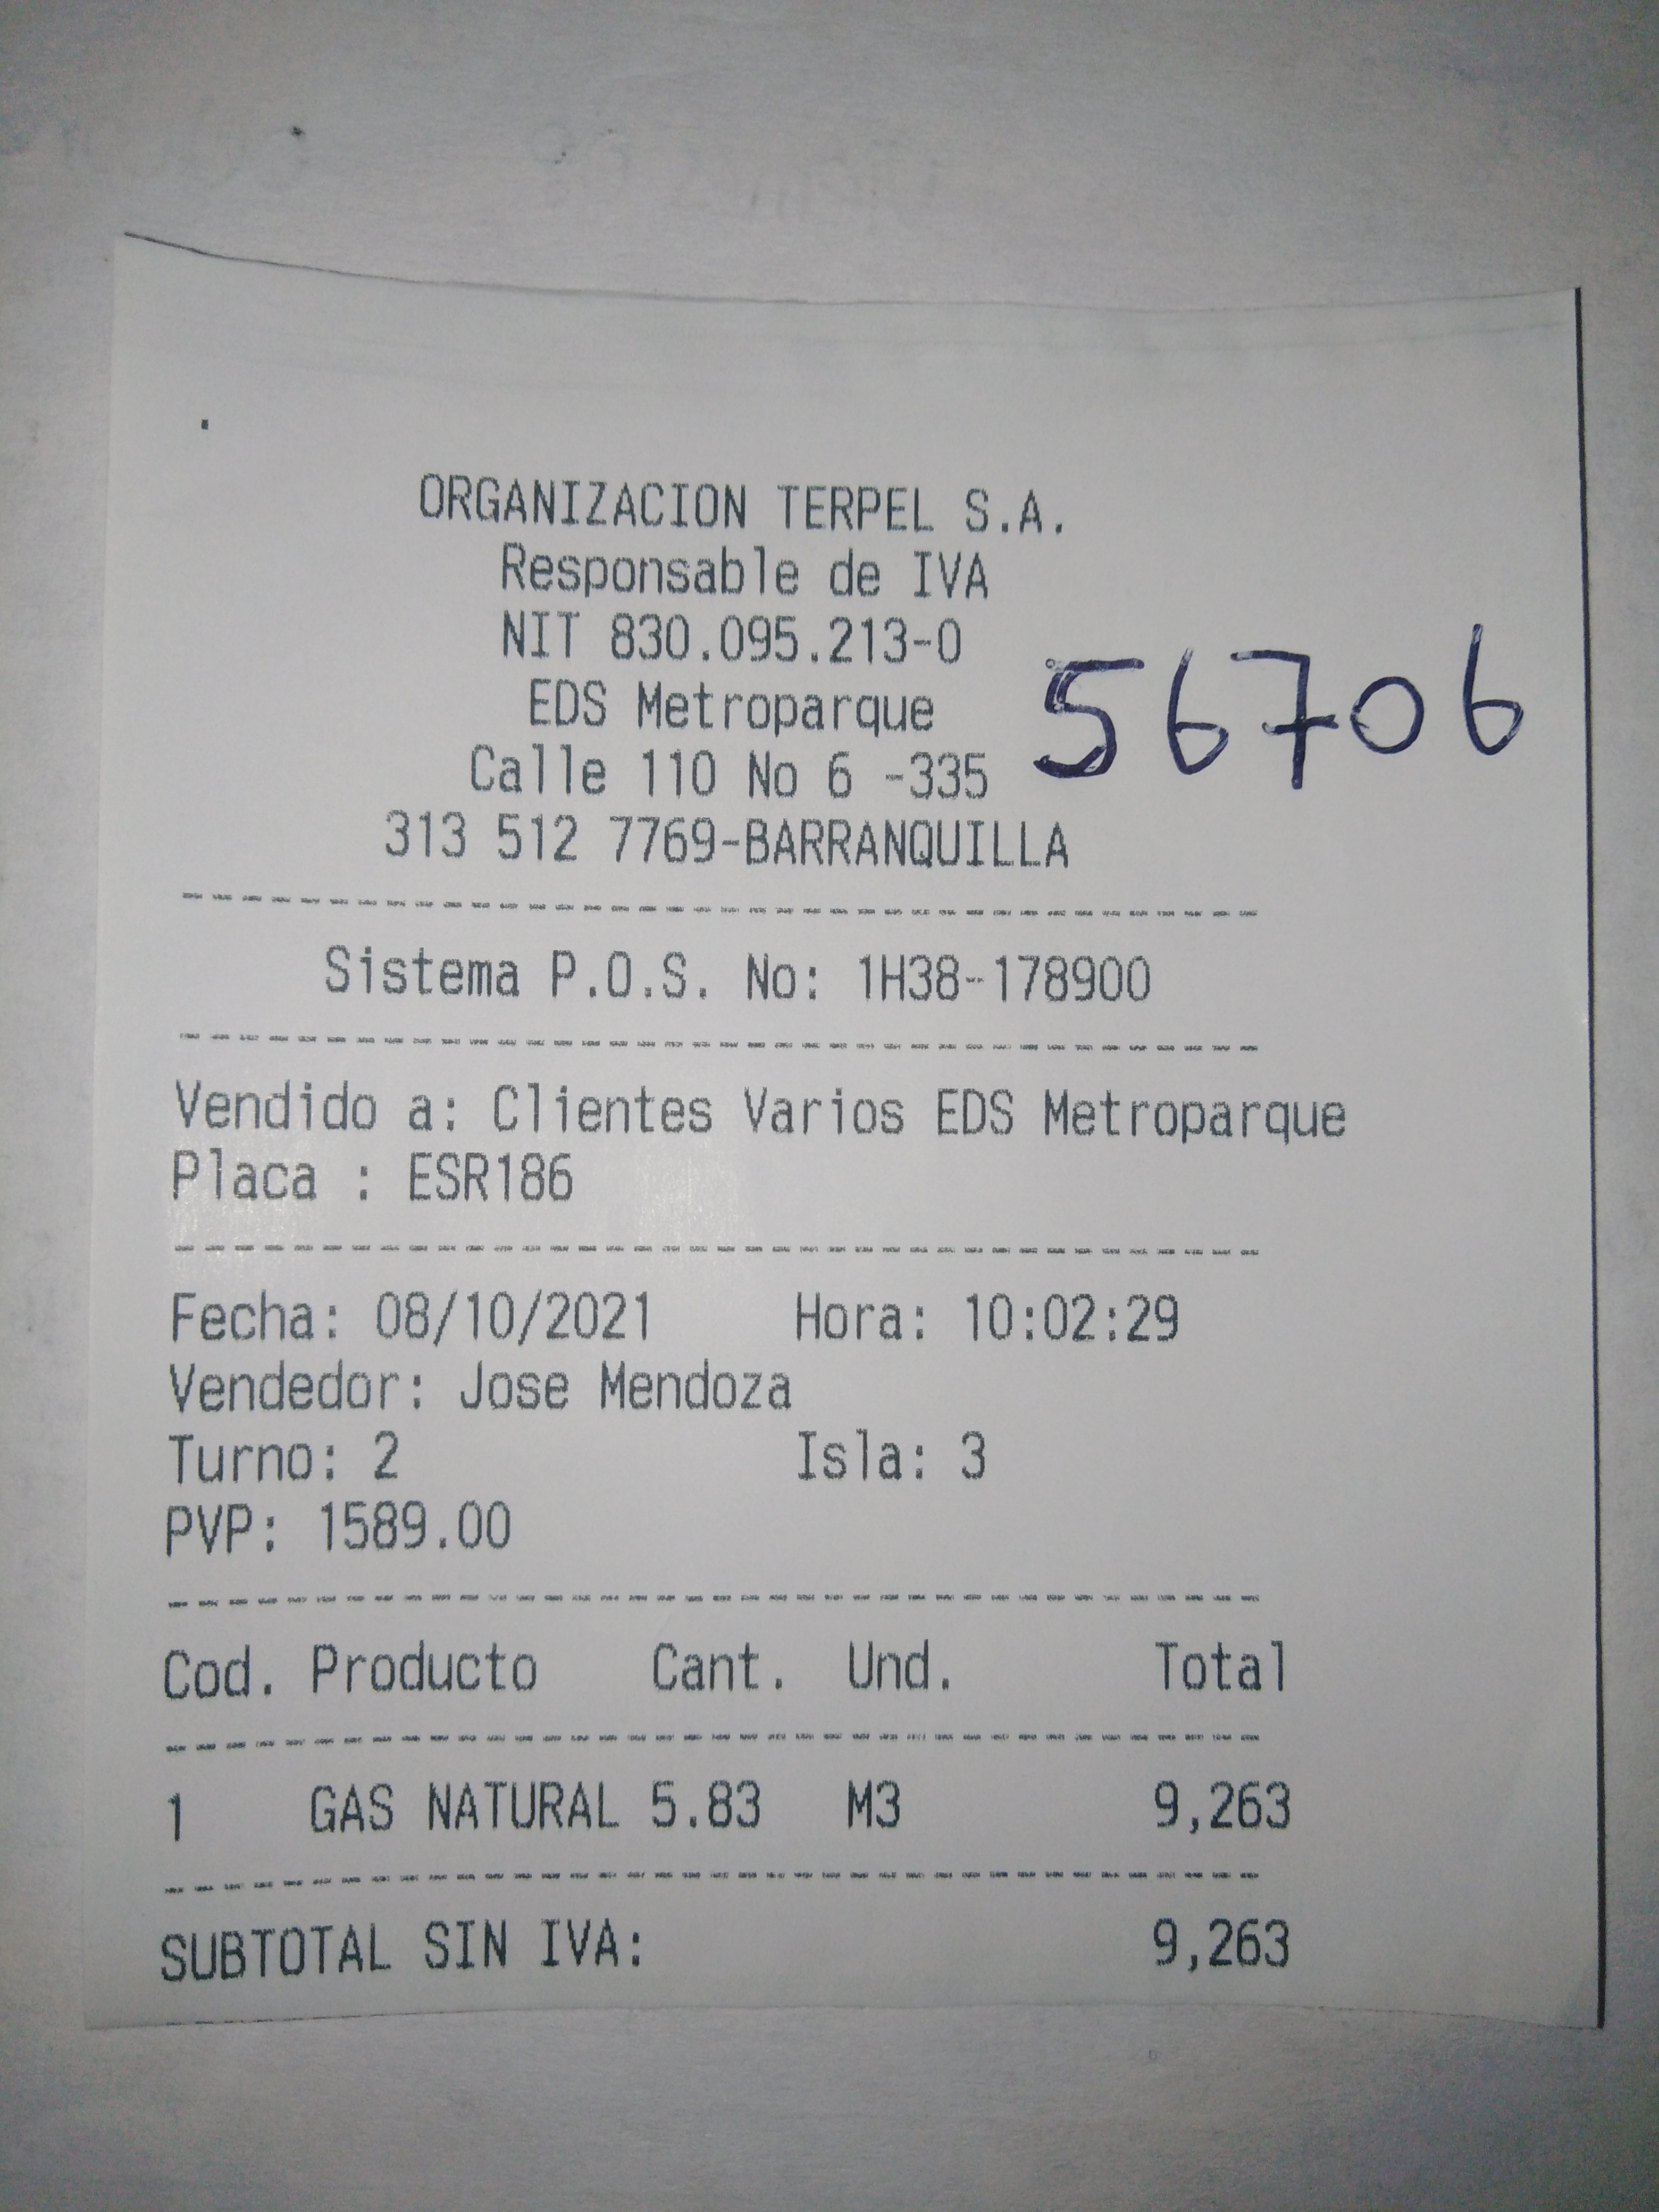 ORGANIZACION TERPEL S.A.
Responsable de IVA
NIT 830.095.213-0
EDS Metroparque
56706
Calle 110 No 6 -335
313 512 7769-BARRANQUILLA
Sistema P.O.S. No: 1H38-178900
Vendido a: Clientes Varios EDS Metroparque
Placa : ESR186
Fecha: 08/10/2021 Hora: 10:02:29
Vendedor: Jose Mendoza
Turno: 2 Isla: 3
PVP: 1589.00
Cod. Producto Cant. Und. Total
1 GAS NATURAL 5.83 M3 9,263
SUBTOTAL SIN IVA: 9,263